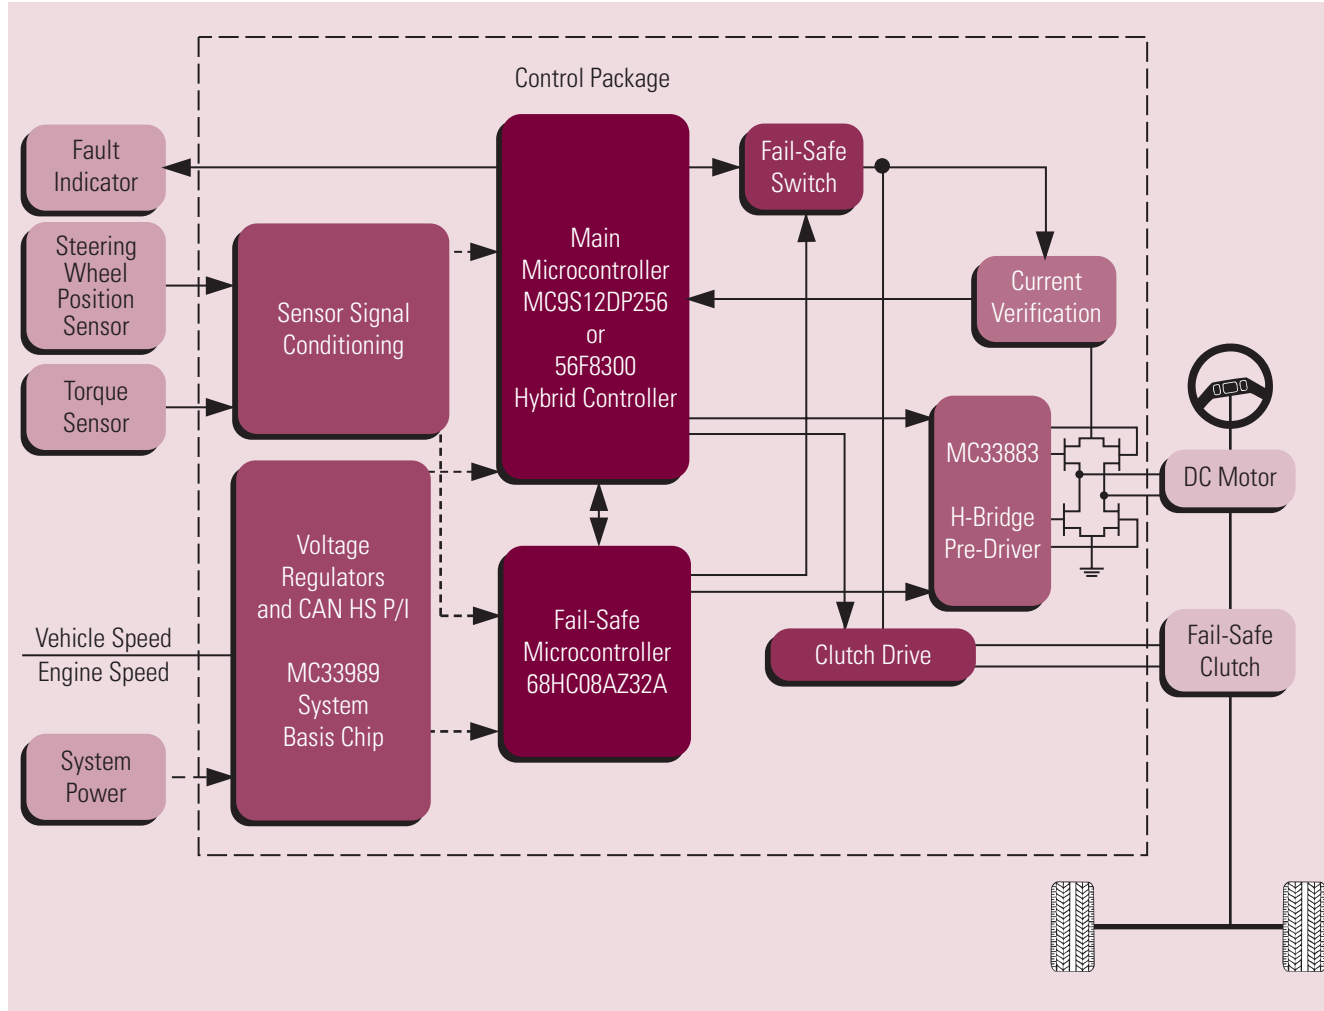 Control Package
Fault
Indicator
Steering
Wheel
Position
Sensor
Torque
Sensor
Sensor Signal
Conditioning
Main
Microcontroller
MC9S12DP256
or
56F8300
Hybrid Controller
Fail-Safe
Switch
Current
Verification
MC33883
H-Bridge
Pre-Driver
DC Motor
Voltage
Regulators
and CAN HS P/I
MC33989
System
Basis Chip
Vehicle Speed
Engine Speed
System
Power
Fail-Safe
Microcontroller
68HC08AZ32A
Clutch Drive
Fail-Safe
Clutch